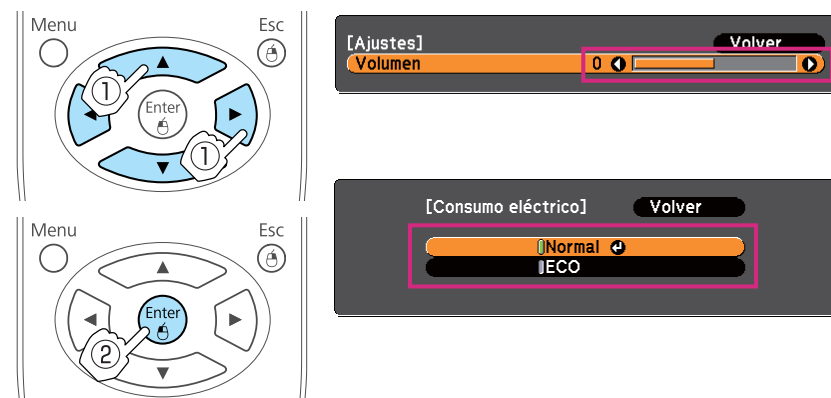 Menu Esc
Enter
①
①
[Ajustes] Volver
Volumen 0
Menu Esc
Enter
②
[Consumo eléctrico] Volver
Normal
ECO